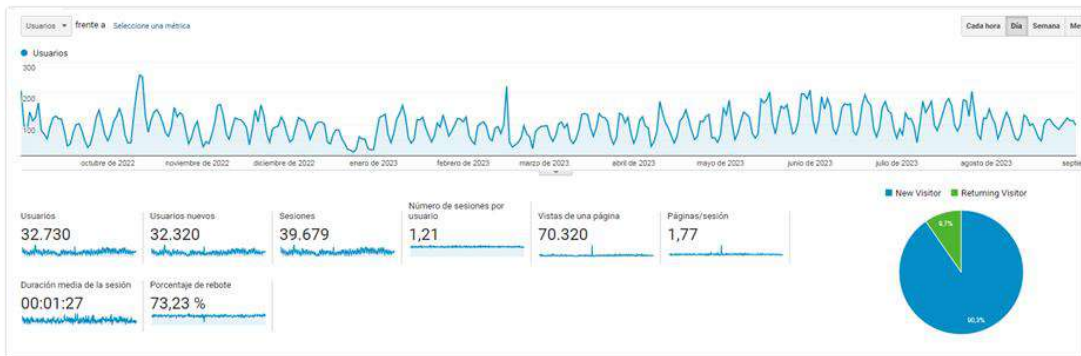 Usuarios frente a Seleccione una métrica
Cada hora Día Semana
Usuarios
300
200
100
octubre de 2022 noviembre de 2022 diciembre de 2022 enero de 2023 febrero de 2023 marzo de 2023 abril de 2023 mayo de 2023 junio de 2023 julio de 2023 agosto de 2023
New Visitor Returning Visitor
Usuarios
32.730
Usuarios nuevos
32.320
Sesiones
39.679
Número de sesiones por
usuario
1,21
Vistas de una página
70.320
Páginas/sesión
1,77
Duración media de la sesión
00:01:27
Porcentaje de rebote
73,23 %
9,7%
90,3%